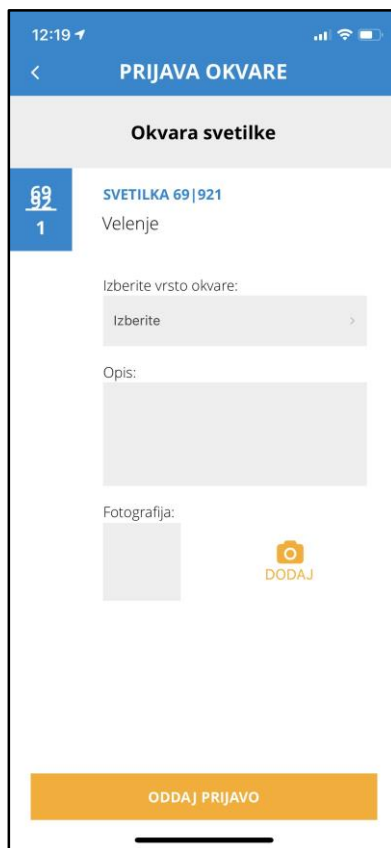 12:19
PRIJAVA OKVARE
Okvara svetilke
69
92
1
SVETILKA 69|921
Velenje
Izberite vrsto okvare:
Izberite
Opis:
Fotografija:
DODAJ
ODDAJ PRIJAVO